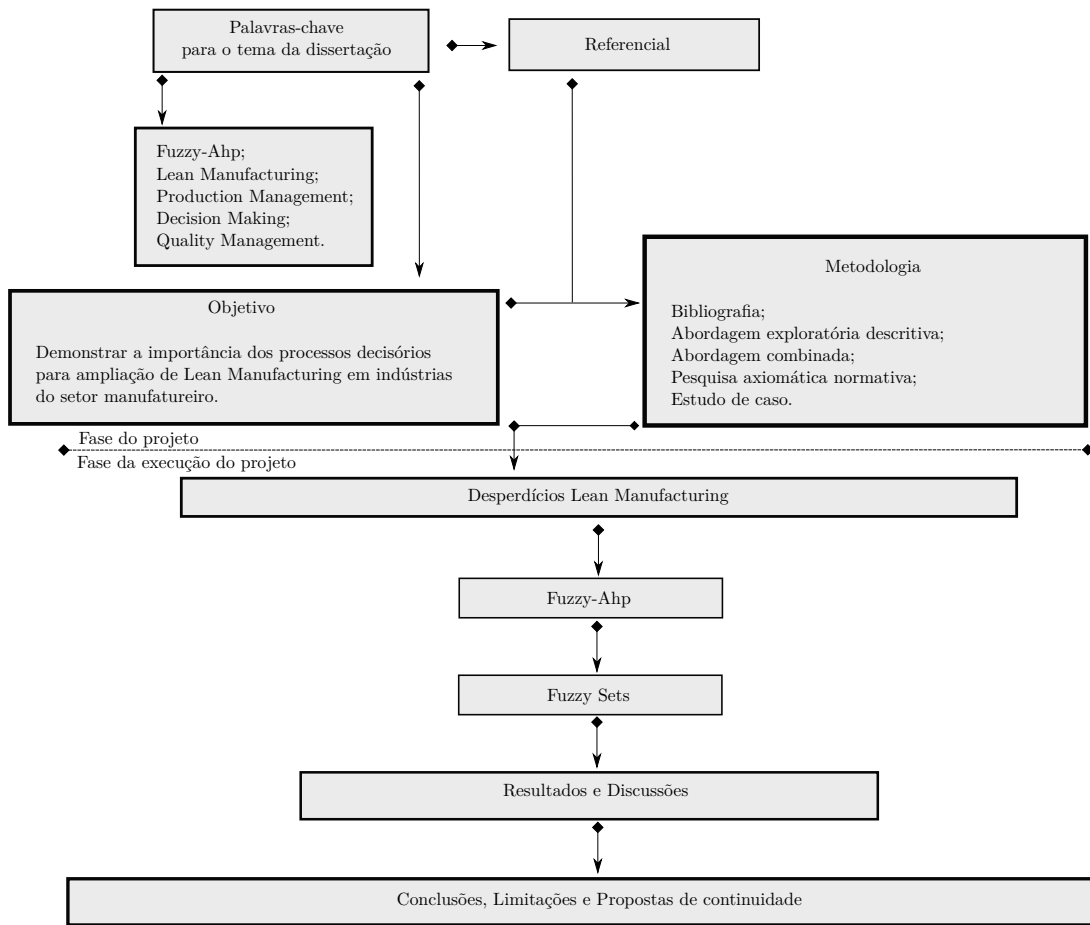 Palavras-chave
para o tema da dissertação
Referencial
Fuzzy-Ahp;
Lean Manufacturing;
Production Management;
Decision Making;
Quality Management.
Objetivo
Demonstrar a importância dos processos decisórios
para ampliação de Lean Manufacturing em indústrias
do setor manufatureiro.
Metodologia
Bibliografia;
Abordagem exploratória descritiva;
Abordagem combinada;
Pesquisa axiomática normativa;
Estudo de caso.
Fase do projeto
Fase da execução do projeto
Desperdícios Lean Manufacturing
Fuzzy-Ahp
Fuzzy Sets
Resultados e Discussões
Conclusões, Limitações e Propostas de continuidade